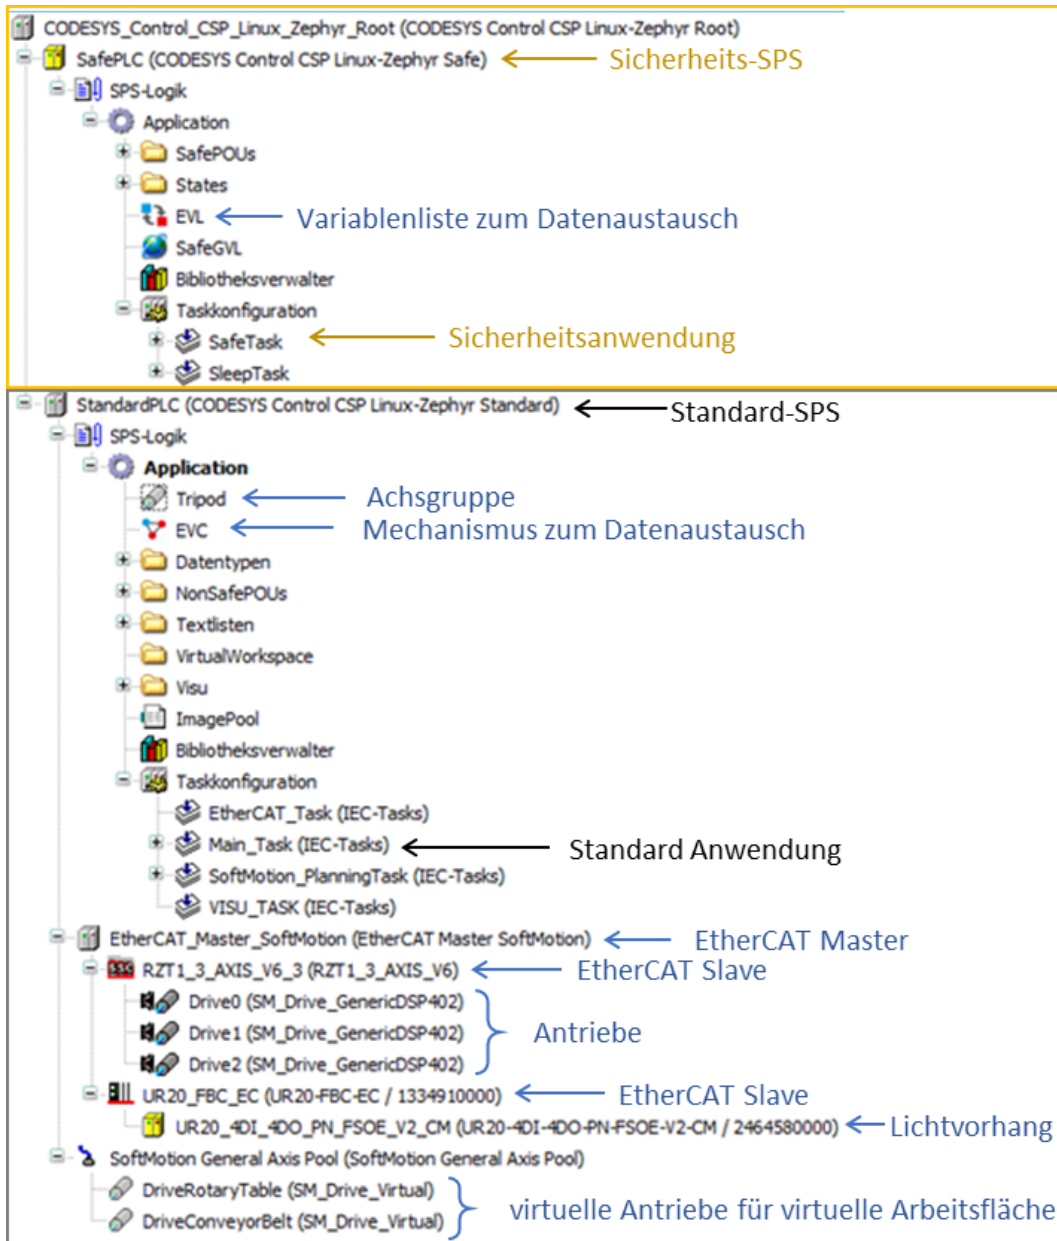 CODESYS_Control_CSP_Linux_Zephyr_Root (CODESYS Control CSP Linux-Zephyr Root)
SafePLC (CODESYS Control CSP Linux-Zephyr Safe) Sicherheits-SPS
SPS-Logik
Application
SafePOUs
States
EVL Variablenliste zum Datenaustausch
SafeGVL
Bibliotheksverwalter
Taskkonfiguration
SafeTask Sicherheitsanwendung
SleepTask
StandardPLC (CODESYS Control CSP Linux-Zephyr Standard) Standard-SPS
SPS-Logik
Application
Tripod Achsgruppe
EVC Mechanismus zum Datenaustausch
Datentypen
NonSafePOUs
Textlisten
VirtualWorkspace
Visu
ImagePool
Bibliotheksverwalter
Taskkonfiguration
EtherCAT_Task (IEC-Tasks)
Main_Task (IEC-Tasks) Standard Anwendung
SoftMotion_PlanningTask (IEC-Tasks)
VISU_TASK (IEC-Tasks)
EtherCAT_Master_SoftMotion (EtherCAT Master SoftMotion) EtherCAT Master
RZT1_3_AXIS_V6_3 (RZT1_3_AXIS_V6) EtherCAT Slave
Drive0 (SM_Drive_GenericDSP402)
Drive1 (SM_Drive_GenericDSP402) Antriebe
Drive2 (SM_Drive_GenericDSP402)
UR20_FBC_EC (UR20-FBC-EC / 1334910000) EtherCAT Slave
UR20_4DI_4DO_PN_FSOE_V2_CM (UR20-4DI-4DO-PN-FSOE-V2-CM / 2464580000) Lichtvorhang
SoftMotion General Axis Pool (SoftMotion General Axis Pool)
DriveRotaryTable (SM_Drive_Virtual)
DriveConveyorBelt (SM_Drive_Virtual) virtuelle Antriebe für virtuelle Arbeitsfläche